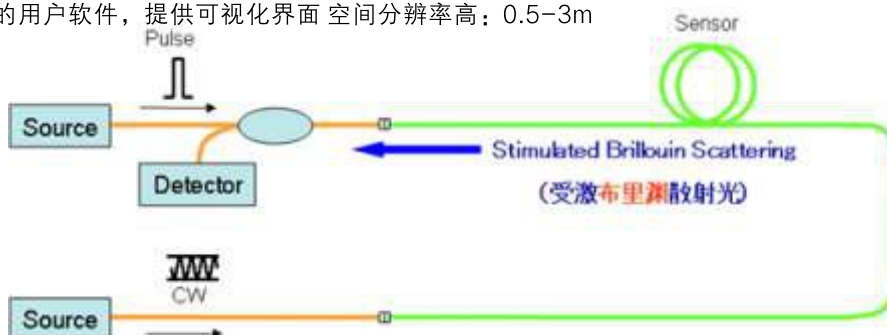 的用户软件，提供可视化界面 空间分辨率高：0.5-3m
Pulse
Sensor
Source
Stimulated Brillouin Scattering
Detector
(受激布里渊散射光)
CW
Source